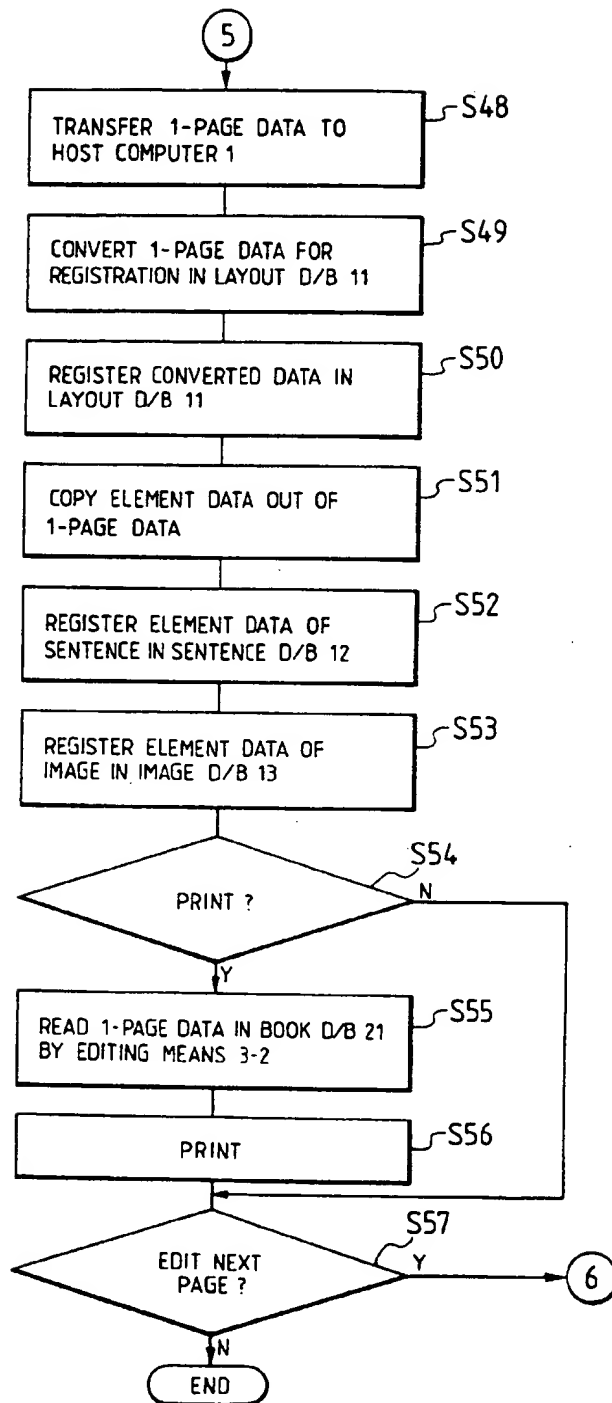 5
TRANSFER 1-PAGE DATA TO
HOST COMPUTER 1
S48
CONVERT 1-PAGE DATA FOR
REGISTRATION IN LAYOUT D/B 11
S49
REGISTER CONVERTED DATA IN
LAYOUT D/B 11
S50
COPY ELEMENT DATA OUT OF
1-PAGE DATA
S51
REGISTER ELEMENT DATA OF
SENTENCE IN SENTENCE D/B 12
S52
REGISTER ELEMENT DATA OF
IMAGE IN IMAGE D/B 13
S53
PRINT ?
S54
N
Y
READ 1-PAGE DATA IN BOOK D/B 21
BY EDITING MEANS 3-2
S55
PRINT
S56
EDIT NEXT
PAGE ?
S57
Y
6
N
END